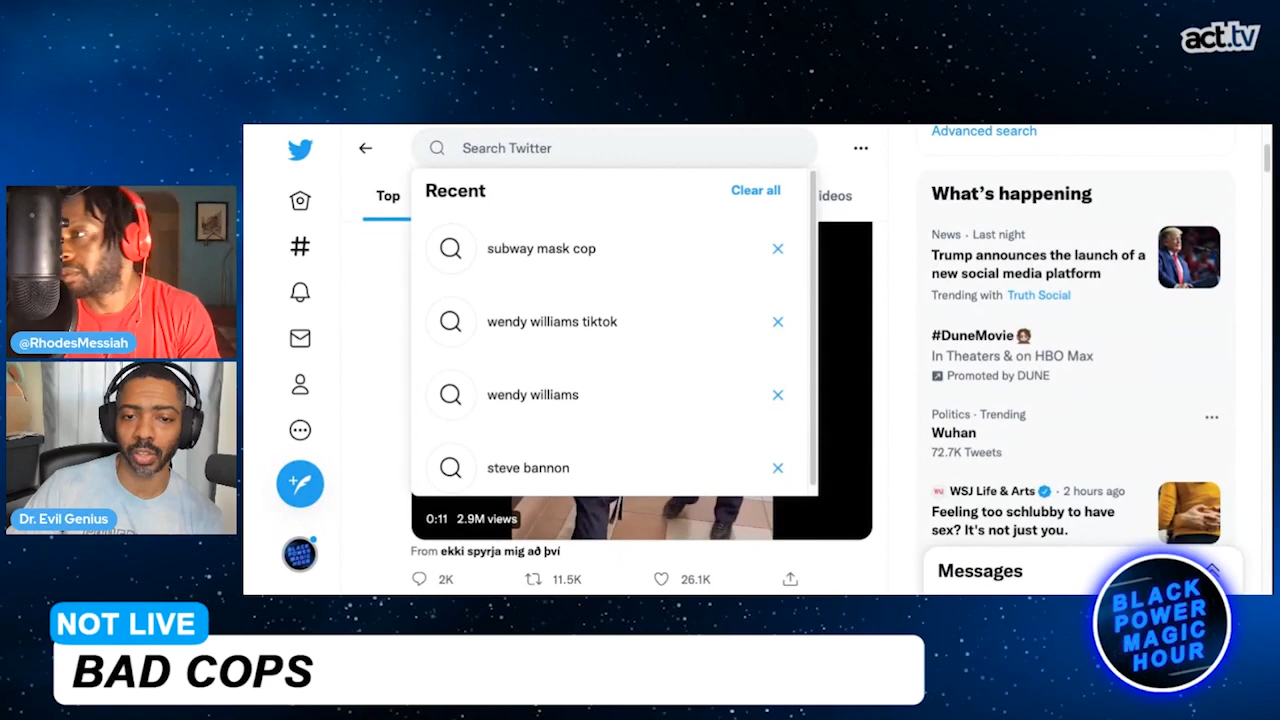 act.tv
Advanced search
Search Twitter
Recent
Clear all
Top
ideos
subway mask cop
wendy williams tiktok
wendy williams
steve bannon
0:11 2.9M views
From ekki spyrja mig að því
2K
11.5K
26.1K
What's happening
News · Last night
Trump announces the launch of a
new social media platform
Trending with Truth Social
#DuneMovie
In Theaters & on HBO Max
Promoted by DUNE
Politics · Trending
Wuhan
72.7K Tweets
WSJ Life & Arts · 2 hours ago
Feeling too schlubby to have
sex? It's not just you.
Messages
@RhodesMessiah
Dr. Evil Genius
NOT LIVE
BAD COPS
BLACK
POWER
MAGIC
HOUR